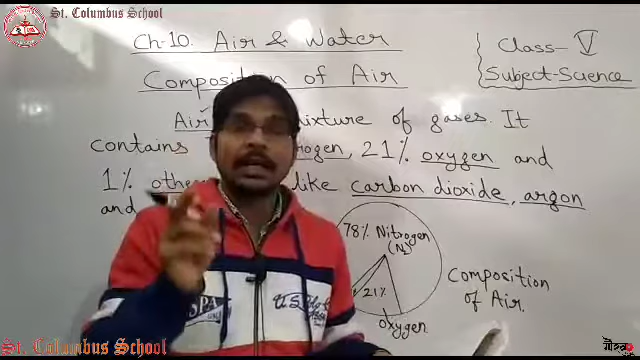 St. Columbus School
Ch-10. Air & Water
Class- V
Composition of Air
Subject-Science
Air mixture of gases. It
contains 21% oxygen and
1% like carbon dioxide, argon
and
78% Nitrogen
(N₂)
21%
oxygen
Composition
of Air.
St. Columbus School